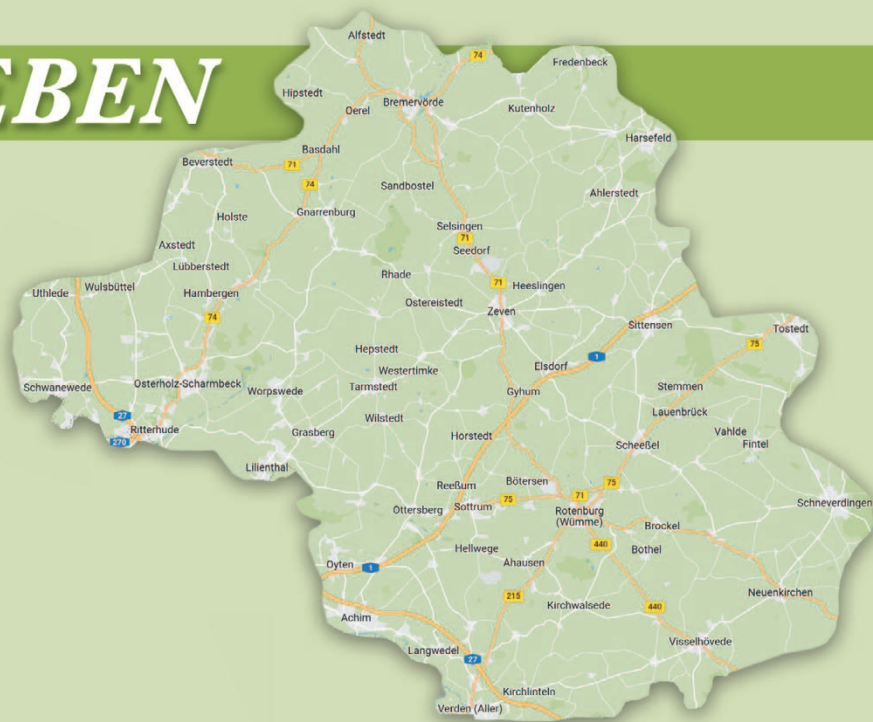 EBEN
Alfstedt
74
Fredenbeck
Hipstedt
Bremervörde
Oerel
Kutenholz
Harsefeld
Basdahl
Beverstedt
71
74
Sandbostel
Ahlerstedt
Gnarrenburg
Holste
Selsingen
71
Axstedt
Seedorf
Lübberstedt
Rhade
71
Heeslingen
Uthlede
Wulsbüttel
Hambergen
Ostereistedt
Zeven
74
Sittensen
Tostedt
75
Hepstedt
1
Westertimke
Elsdorf
Schwanewede
Osterholz-Scharmbeck
Worpswede
Tarmstedt
Gyhum
Stemmen
27
Wilstedt
Lauenbrück
Ritterhude
270
Grasberg
Horstedt
Vahlde
Scheeßel
Fintel
Lilienthal
Reeßum
Bötersen
75
Schneverdingen
75
71
Ottersberg
Sottrum
Rotenburg
(Wümme)
Brockel
440
Hellwege
Bothel
Oyten
1
Ahausen
215
Neuenkirchen
Kirchwalsede
440
Achim
Visselhövede
Langwedel
27
Kirchlinteln
Verden (Aller)